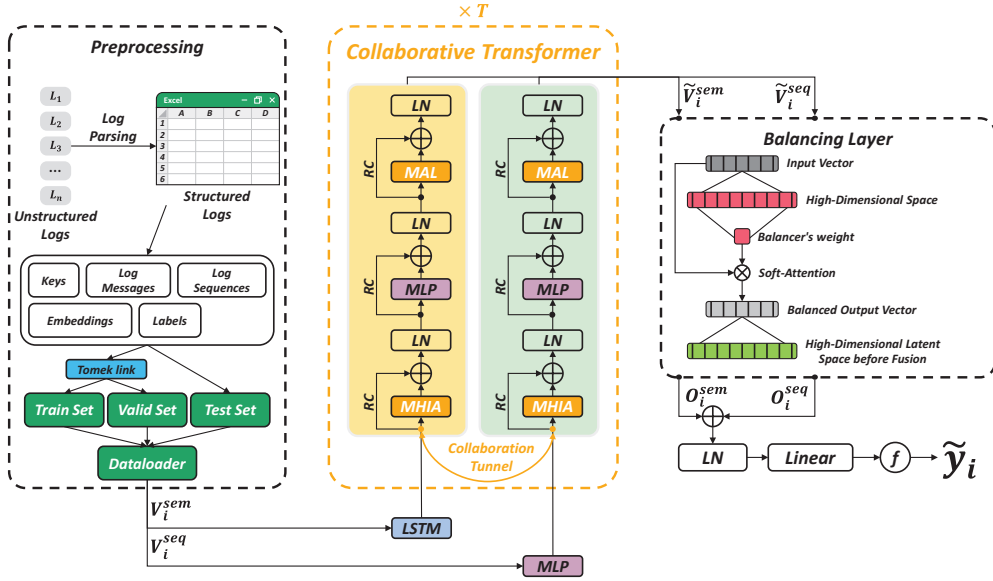 Preprocessing
L₁
L₂
L₃
...
Lₙ
Unstructured
Logs
Log
Parsing
Excel
A B C D
1
2
3
4
5
6
Structured
Logs
Keys
Log
Messages
Log
Sequences
Embeddings
Labels
Tomek link
Train Set
Valid Set
Test Set
Dataloader
V_i^{sem}
V_i^{seq}
LSTM
MLP
× T
Collaborative Transformer
LN
MAL
RC
LN
MLP
RC
LN
MHIA
RC
LN
MAL
RC
LN
MLP
RC
LN
MHIA
RC
Collaboration
Tunnel
Ṽ_i^{sem}
Ṽ_i^{seq}
Balancing Layer
Input Vector
High-Dimensional Space
Balancer's weight
Soft-Attention
Balanced Output Vector
High-Dimensional Latent
Space before Fusion
O_i^{sem}
O_i^{seq}
LN
Linear
f
ỹ_i